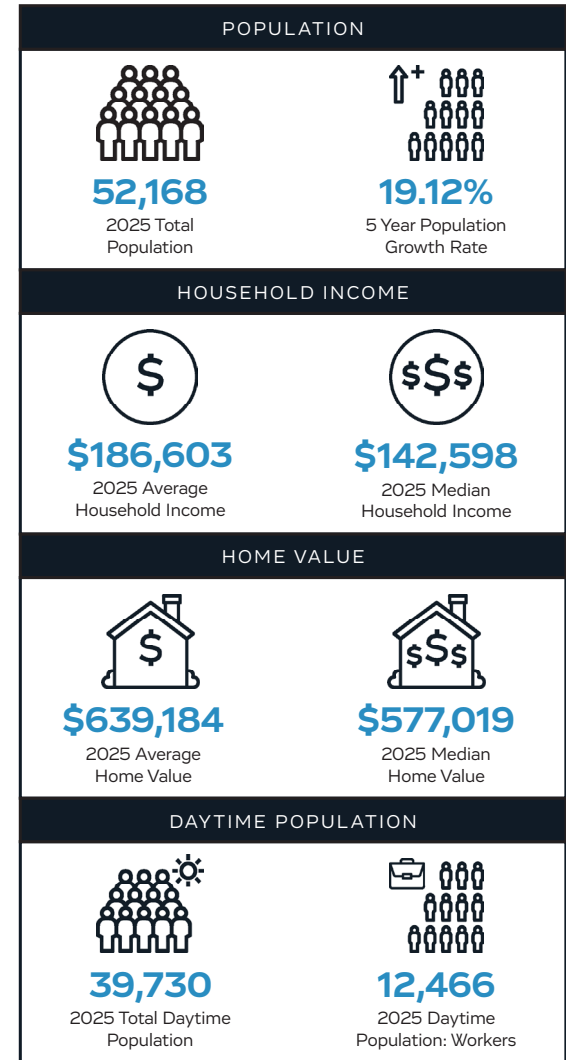 POPULATION
52,168
2025 Total
Population
19.12%
5 Year Population
Growth Rate
HOUSEHOLD INCOME
$
$186,603
2025 Average
Household Income
$$$
$142,598
2025 Median
Household Income
HOME VALUE
$
$639,184
2025 Average
Home Value
$$$
$577,019
2025 Median
Home Value
DAYTIME POPULATION
39,730
2025 Total Daytime
Population
12,466
2025 Daytime
Population: Workers